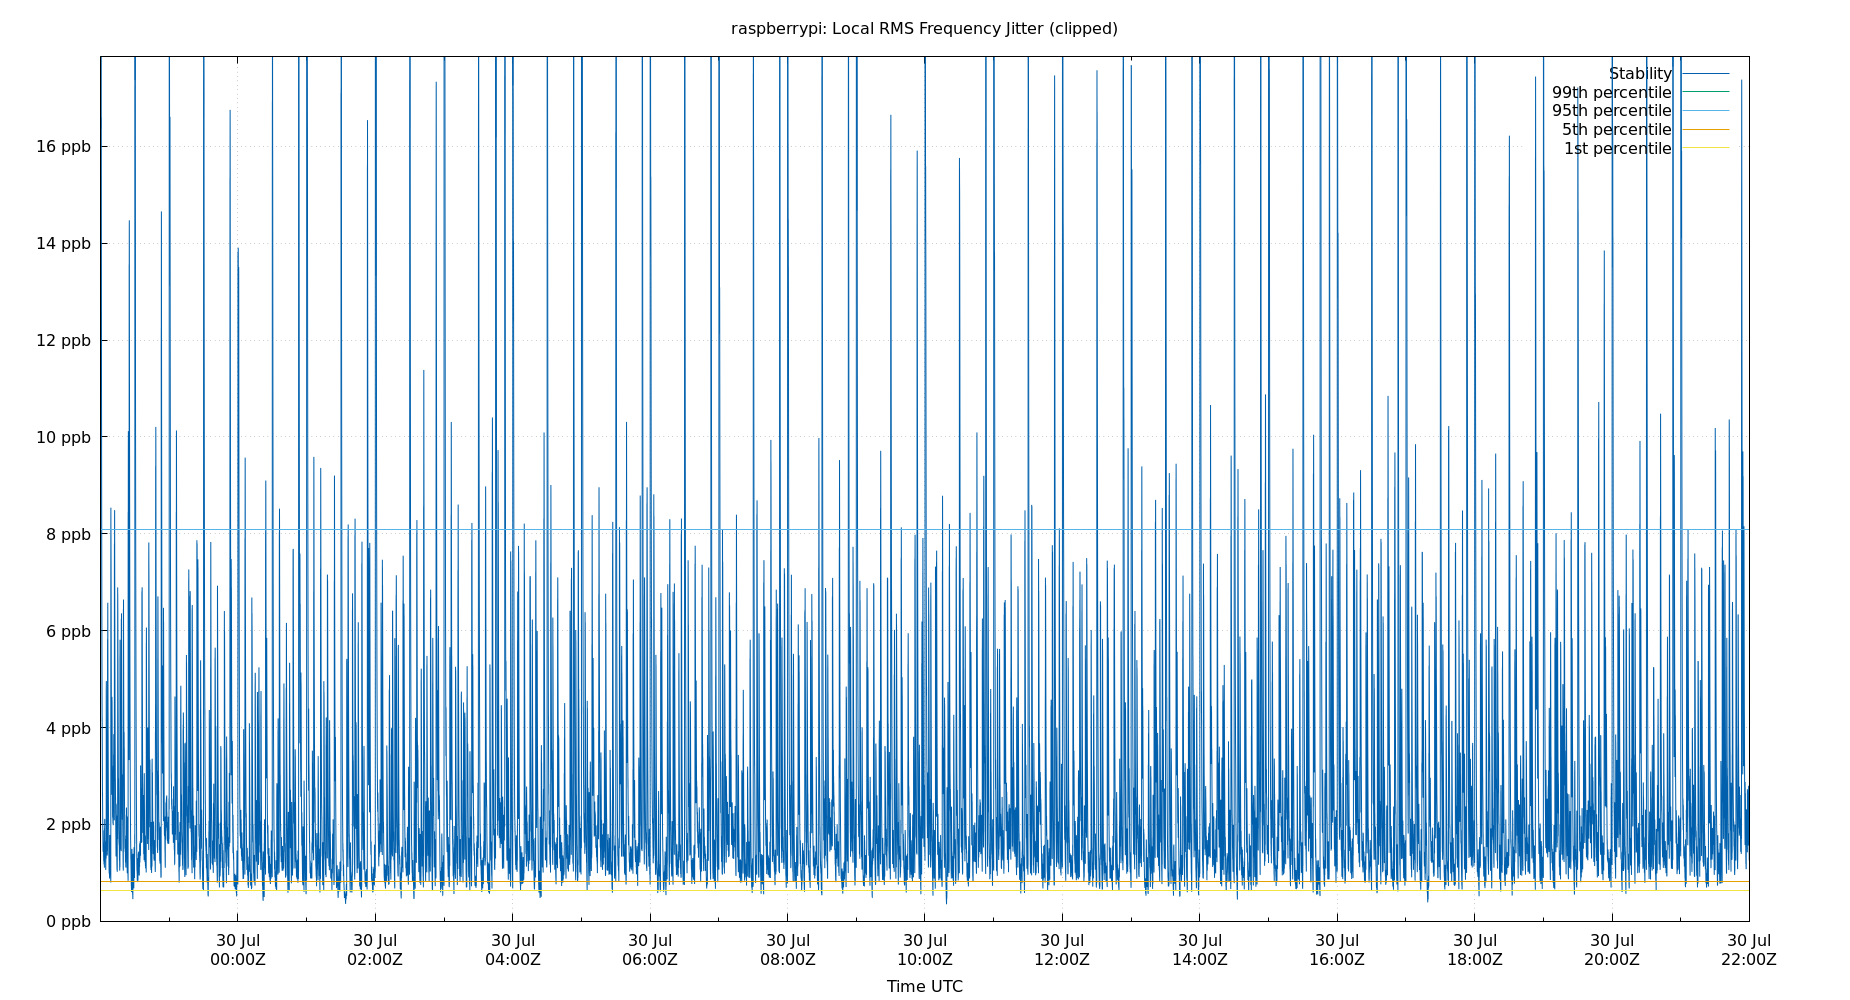 raspberrypi: Local RMS Frequency Jitter (clipped)
Stability
99th percentile
95th percentile
5th percentile
1st percentile
16 ppb
14 ppb
12 ppb
10 ppb
8 ppb
6 ppb
4 ppb
2 ppb
0 ppb
30 Jul 30 Jul 30 Jul 30 Jul 30 Jul 30 Jul 30 Jul 30 Jul 30 Jul 30 Jul 30 Jul 30 Jul
00:00Z 02:00Z 04:00Z 06:00Z 08:00Z 10:00Z 12:00Z 14:00Z 16:00Z 18:00Z 20:00Z 22:00Z
Time UTC